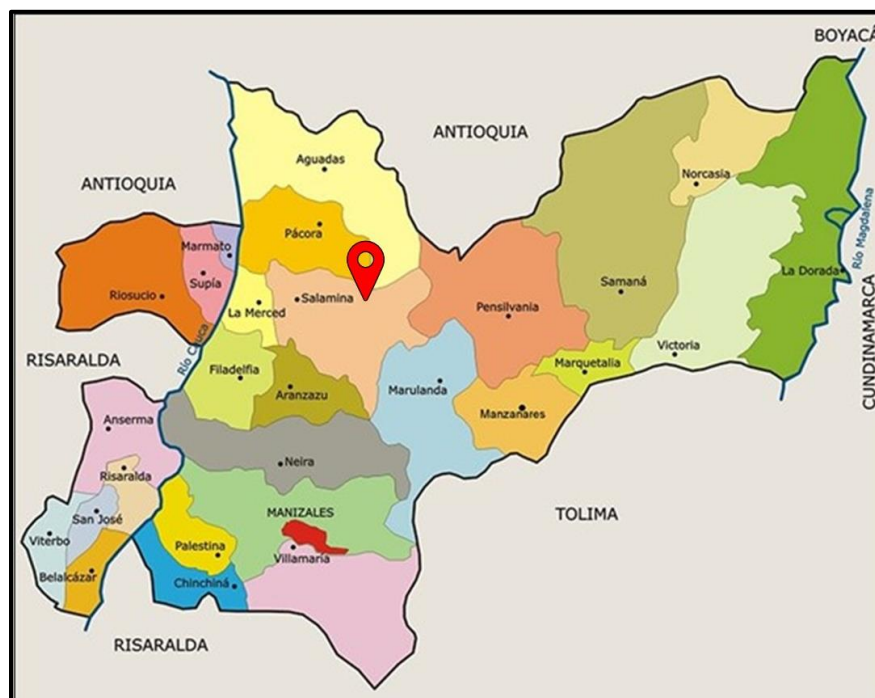 BOYACÁ
ANTIOQUIA
Aguadas
Norcasia
ANTIOQUIA
Pácora
Marmato
Río Magdalena
Supía
La Dorada
Riosucio
Salamina
Samaná
La Merced
Pensilvania
CUNDINAMARCA
Río Cauca
Victoria
RISARALDA
Marquetalia
Filadelfia
Marulanda
Aranzazu
Manzanares
Anserma
Neira
Risaralda
San José
MANIZALES
TOLIMA
Viterbo
Palestina
Villamaría
Belalcázar
Chinchiná
RISARALDA